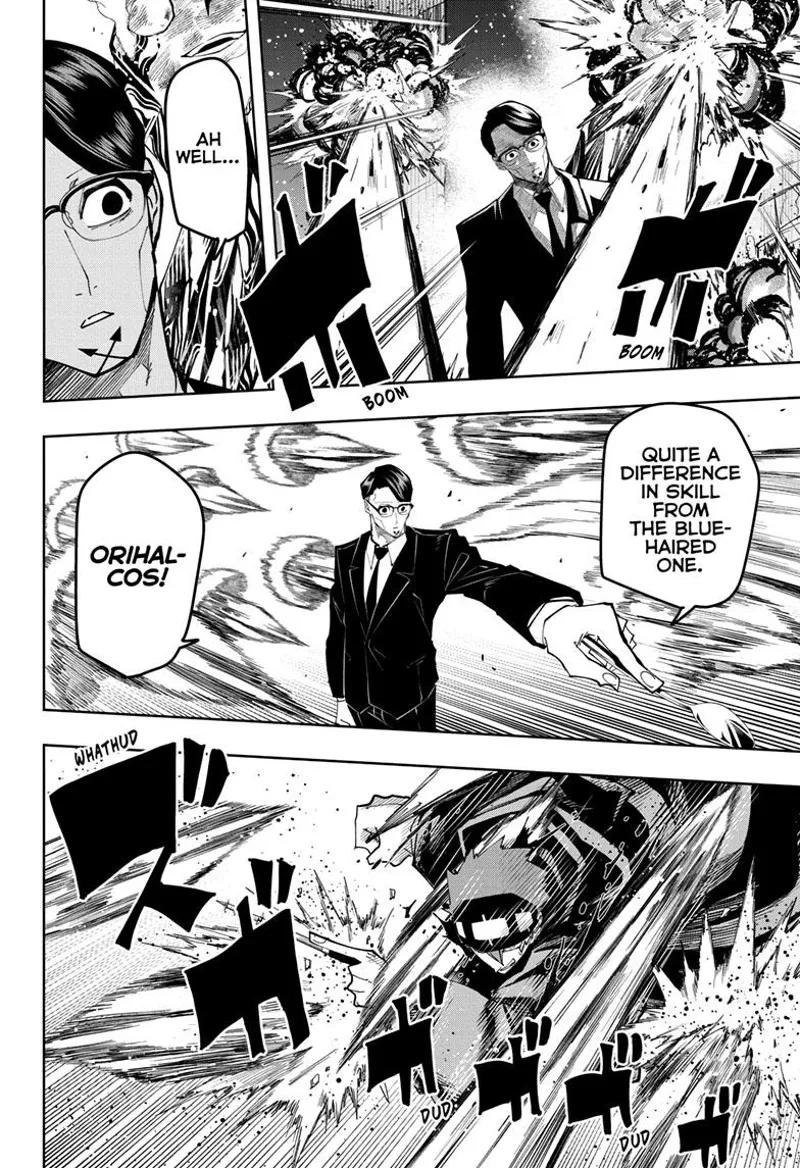 BOOM
BOOM
AH
WELL...
QUITE A
DIFFERENCE
IN SKILL
FROM
THE BLUE-
HAIRED
ONE.
ORIHAL-
COS!
WHATHUD
DUD
DUD